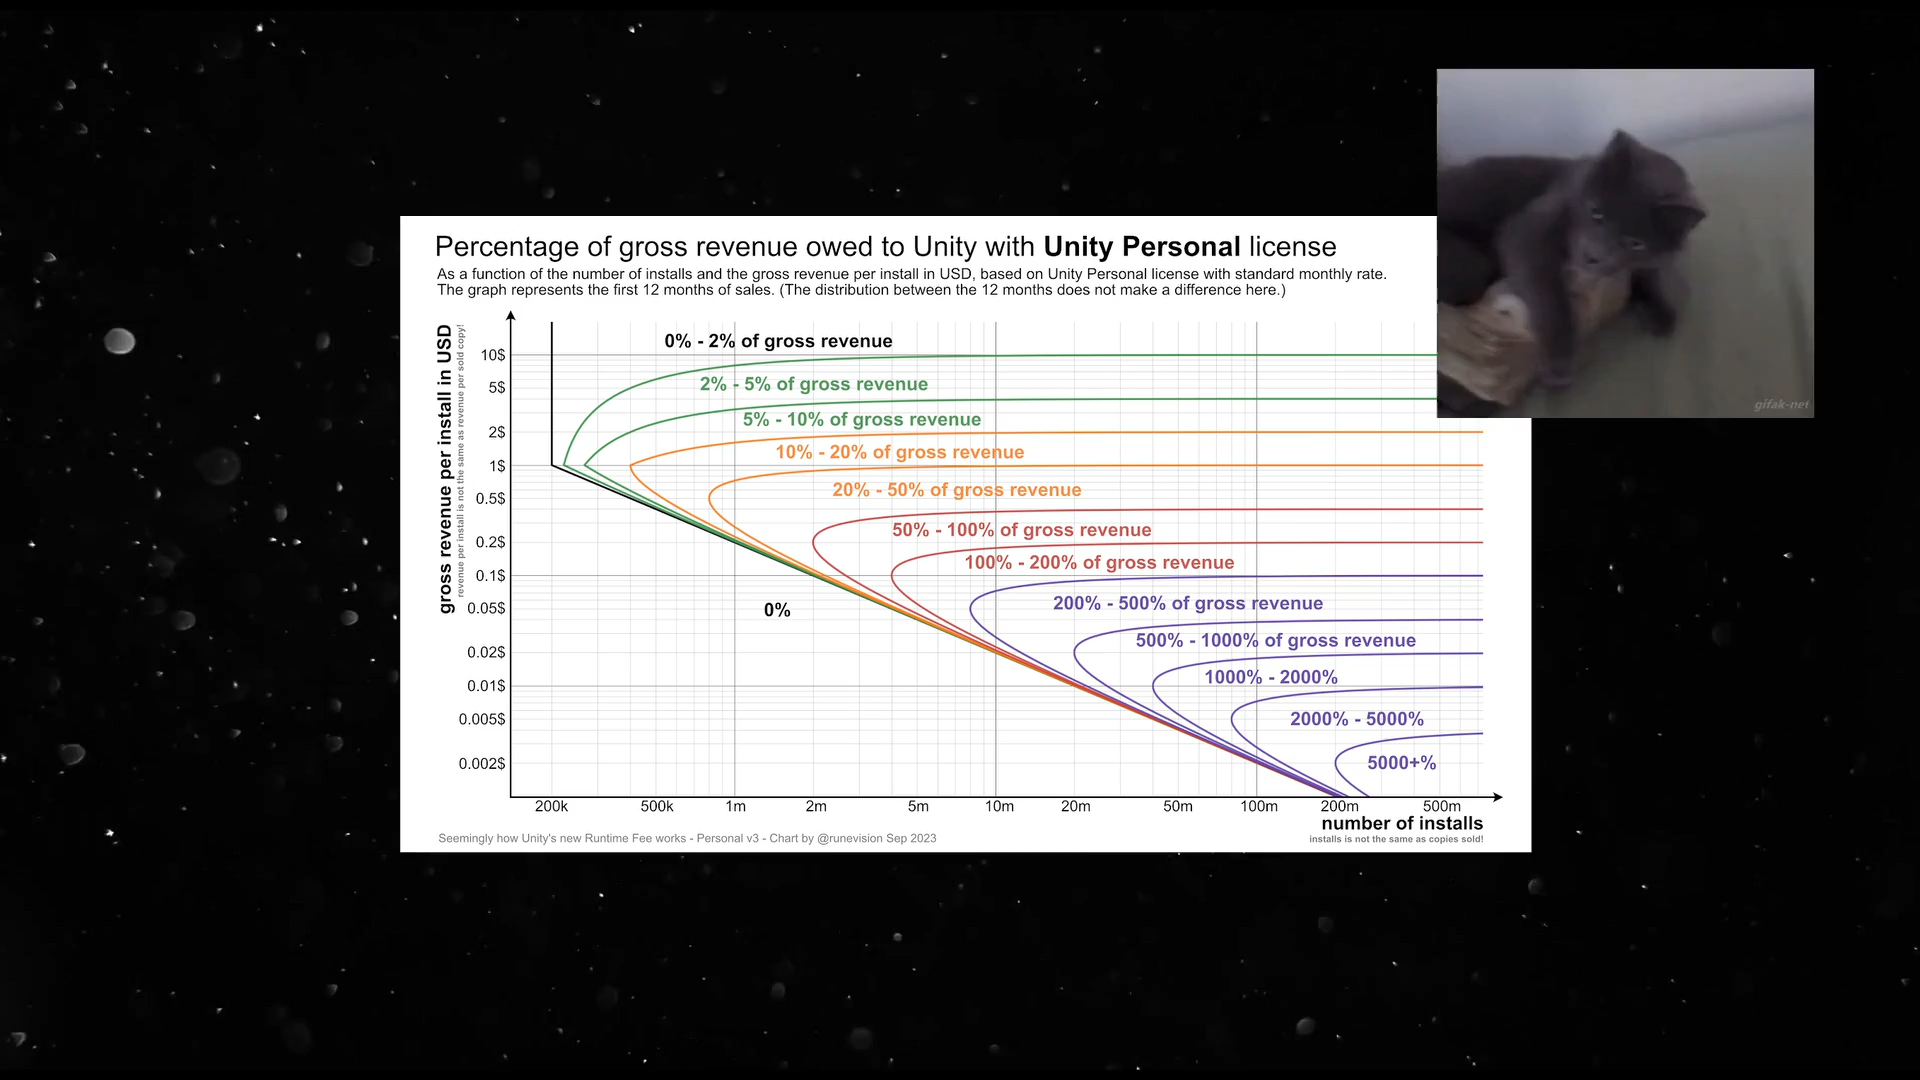 Percentage of gross revenue owed to Unity with Unity Personal license
As a function of the number of installs and the gross revenue per install in USD, based on Unity Personal license with standard monthly rate.
The graph represents the first 12 months of sales. (The distribution between the 12 months does not make a difference here.)
gross revenue per install in USD
revenue per install is not the same as revenue per sold copy!
10$
5$
2$
1$
0.5$
0.2$
0.1$
0.05$
0.02$
0.01$
0.005$
0.002$
0% - 2% of gross revenue
2% - 5% of gross revenue
5% - 10% of gross revenue
10% - 20% of gross revenue
20% - 50% of gross revenue
50% - 100% of gross revenue
100% - 200% of gross revenue
0%
200% - 500% of gross revenue
500% - 1000% of gross revenue
1000% - 2000%
2000% - 5000%
5000+%
200k 500k 1m 2m 5m 10m 20m 50m 100m 200m 500m
number of installs
installs is not the same as copies sold!
Seemingly how Unity's new Runtime Fee works - Personal v3 - Chart by @runevision Sep 2023
gifak-net